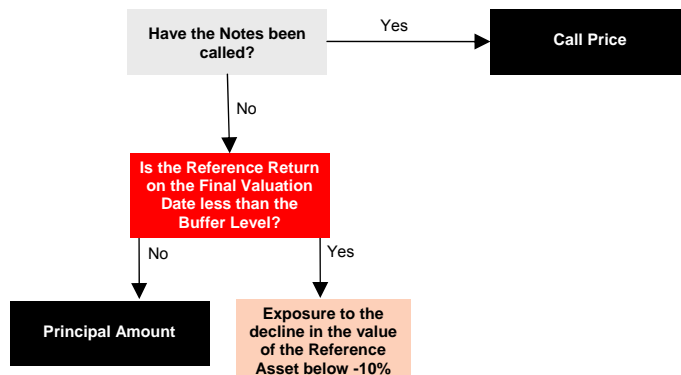 Have the Notes been
called?
Yes
Call Price
No
Is the Reference Return
on the Final Valuation
Date less than the
Buffer Level?
No
Yes
Principal Amount
Exposure to the
decline in the value
of the Reference
Asset below -10%